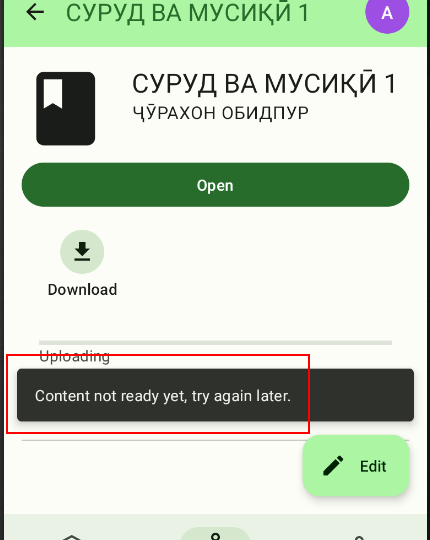 СУРУД ВА МУСИҚӢ 1
A
СУРУД ВА МУСИҚӢ 1
ҶӮРАХОН ОБИДПУР
Open
Download
Uploading
Content not ready yet, try again later.
Edit